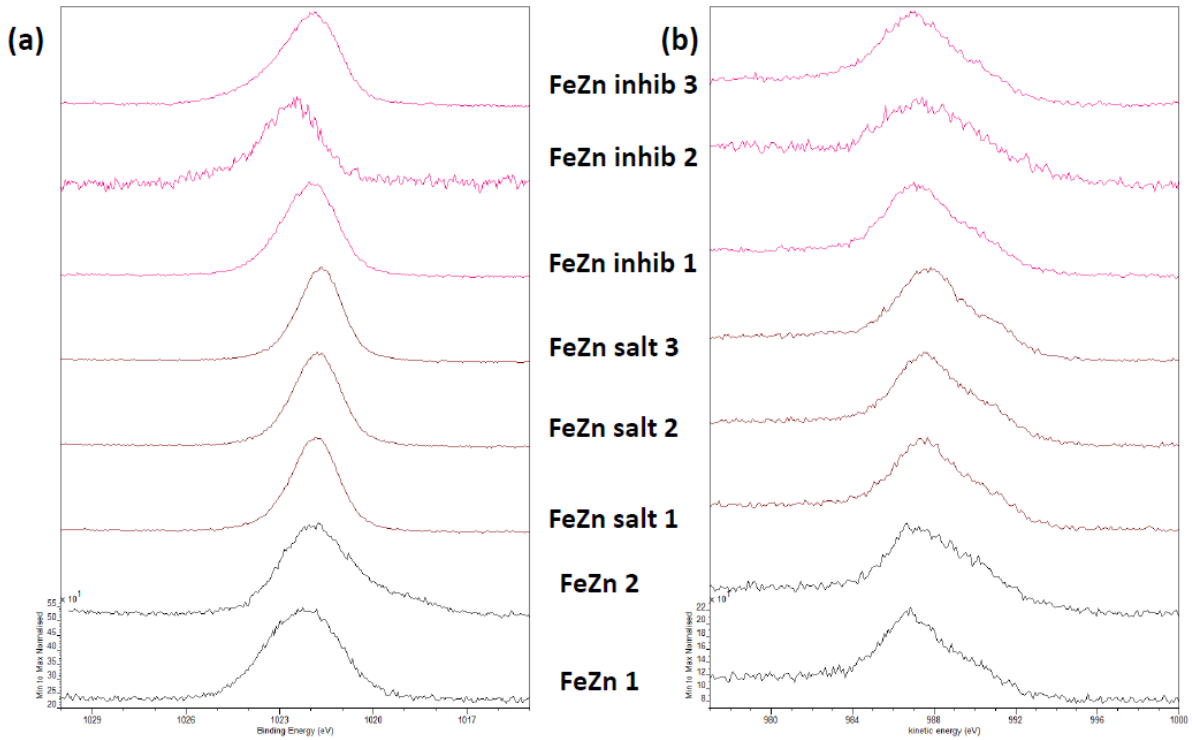 (a)
(b)
FeZn inhib 3
FeZn inhib 2
FeZn inhib 1
FeZn salt 3
FeZn salt 2
FeZn salt 1
FeZn 2
FeZn 1
x 10¹
55
50
45
40
35
30
25
20
Min to Max Normalised
1029 1026 1023 1020 1017
Binding Energy (eV)
x 10¹
22
20
18
16
14
12
10
8
Min to Max Normalised
980 984 988 992 996 1000
kinetic energy (eV)